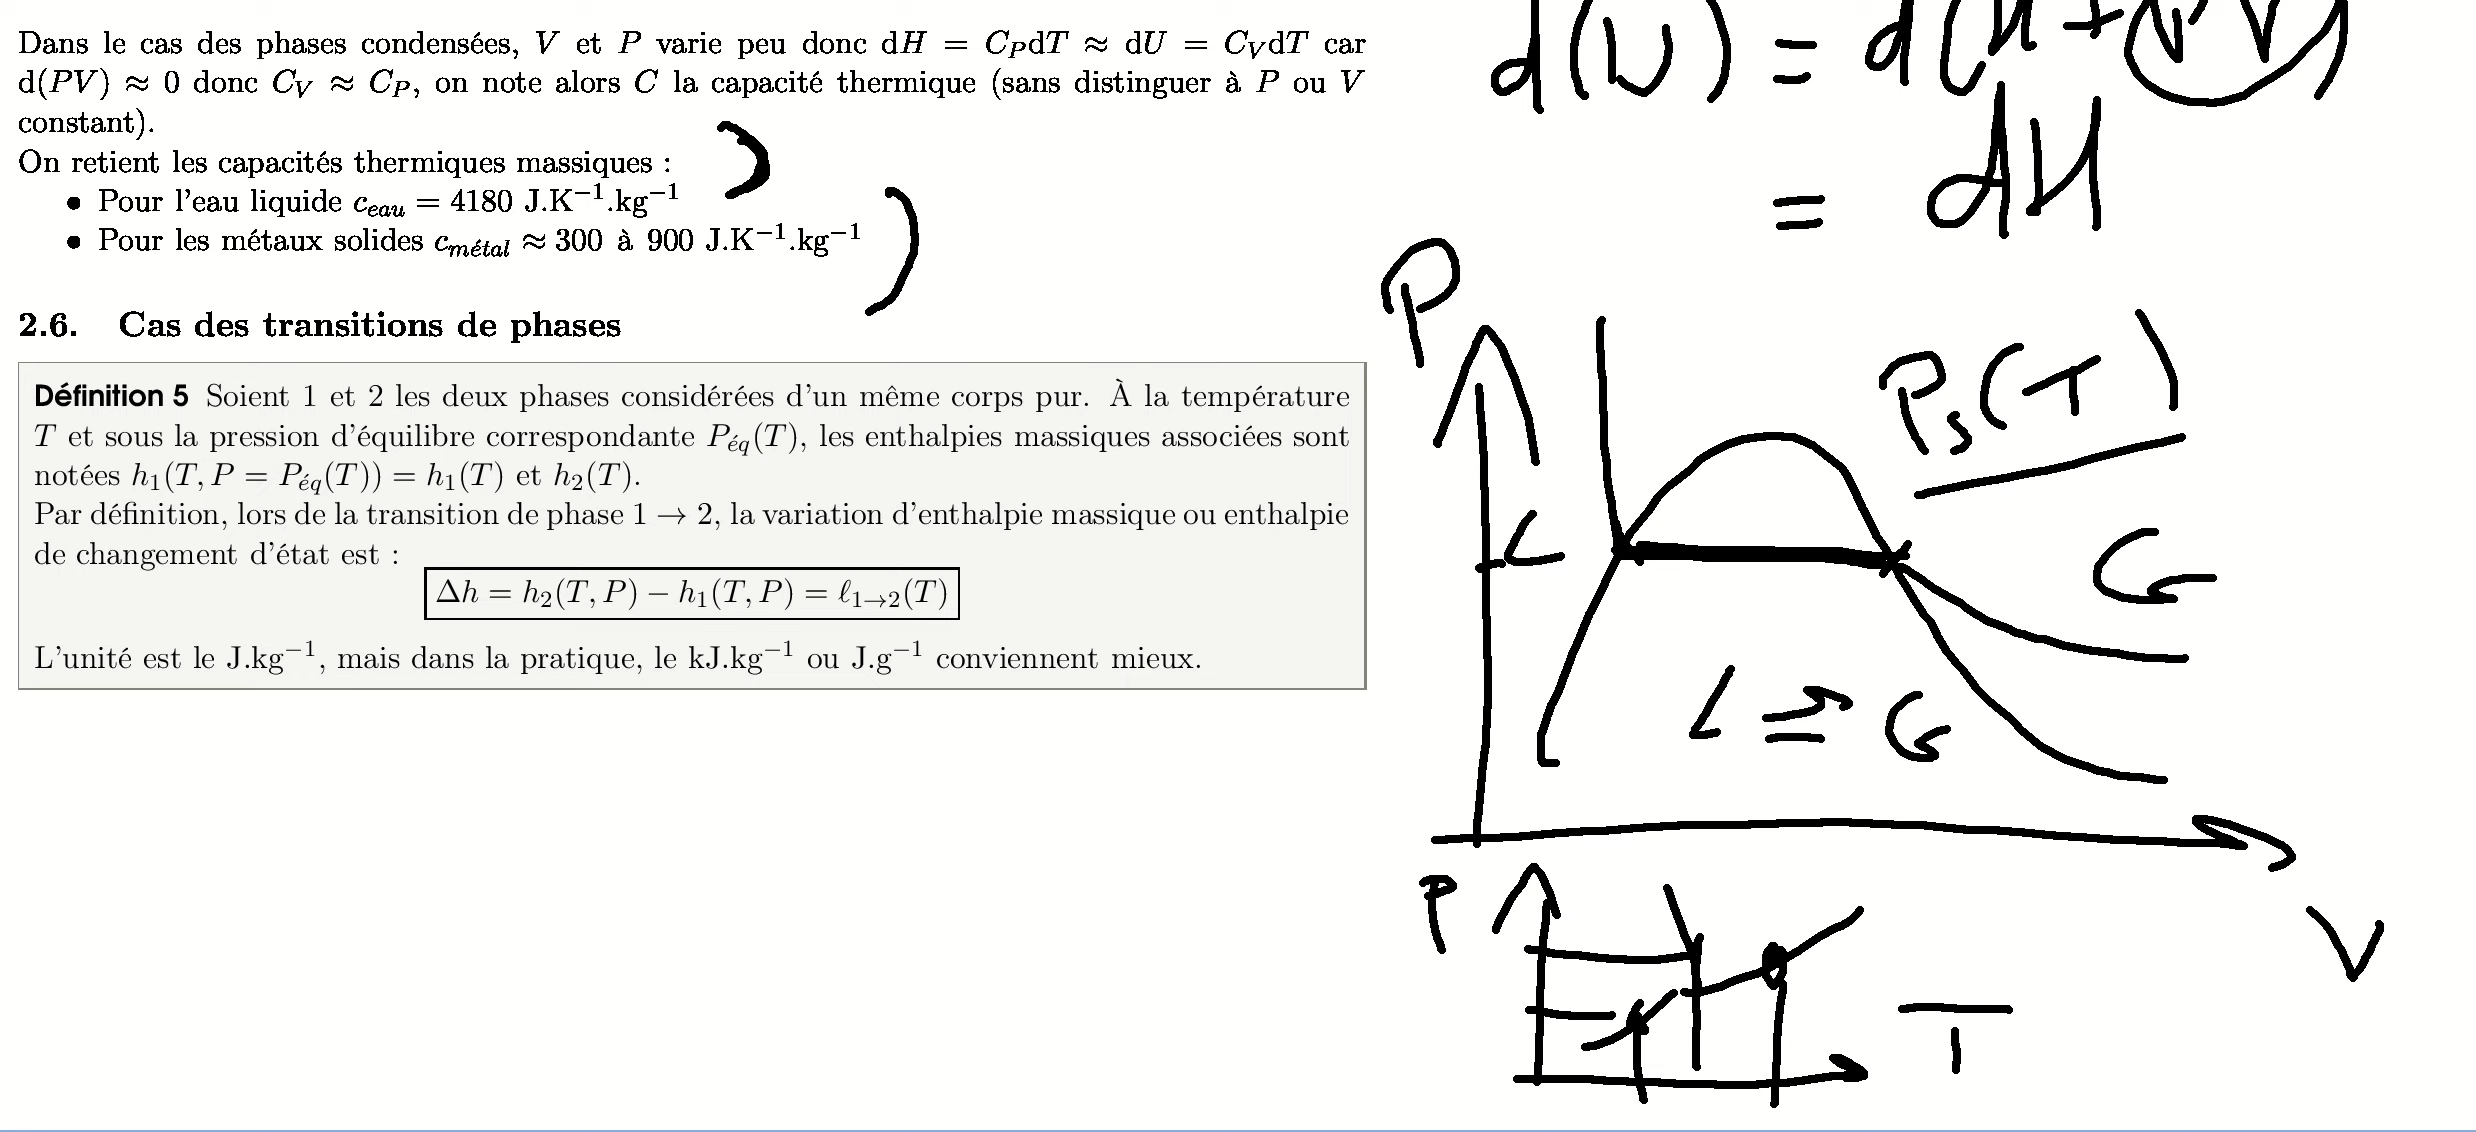 Dans le cas des phases condensées, V et P varie peu donc dH = C_PdT ≈ dU = C_VdT car
d(PV) ≈ 0 donc C_V ≈ C_P, on note alors C la capacité thermique (sans distinguer à P ou V
constant).
On retient les capacités thermiques massiques :
• Pour l'eau liquide c_eau = 4180 J.K⁻¹.kg⁻¹
• Pour les métaux solides c_métal ≈ 300 à 900 J.K⁻¹.kg⁻¹
2.6. Cas des transitions de phases
Définition 5 Soient 1 et 2 les deux phases considérées d'un même corps pur. À la température
T et sous la pression d'équilibre correspondante P_éq(T), les enthalpies massiques associées sont
notées h₁(T, P = P_éq(T)) = h₁(T) et h₂(T).
Par définition, lors de la transition de phase 1 → 2, la variation d'enthalpie massique ou enthalpie
de changement d'état est :
Δh = h₂(T, P) − h₁(T, P) = ℓ₁→₂(T)
L'unité est le J.kg⁻¹, mais dans la pratique, le kJ.kg⁻¹ ou J.g⁻¹ conviennent mieux.
= dH
P
P_s(T)
L
G
L ⇌ G
V
P
T